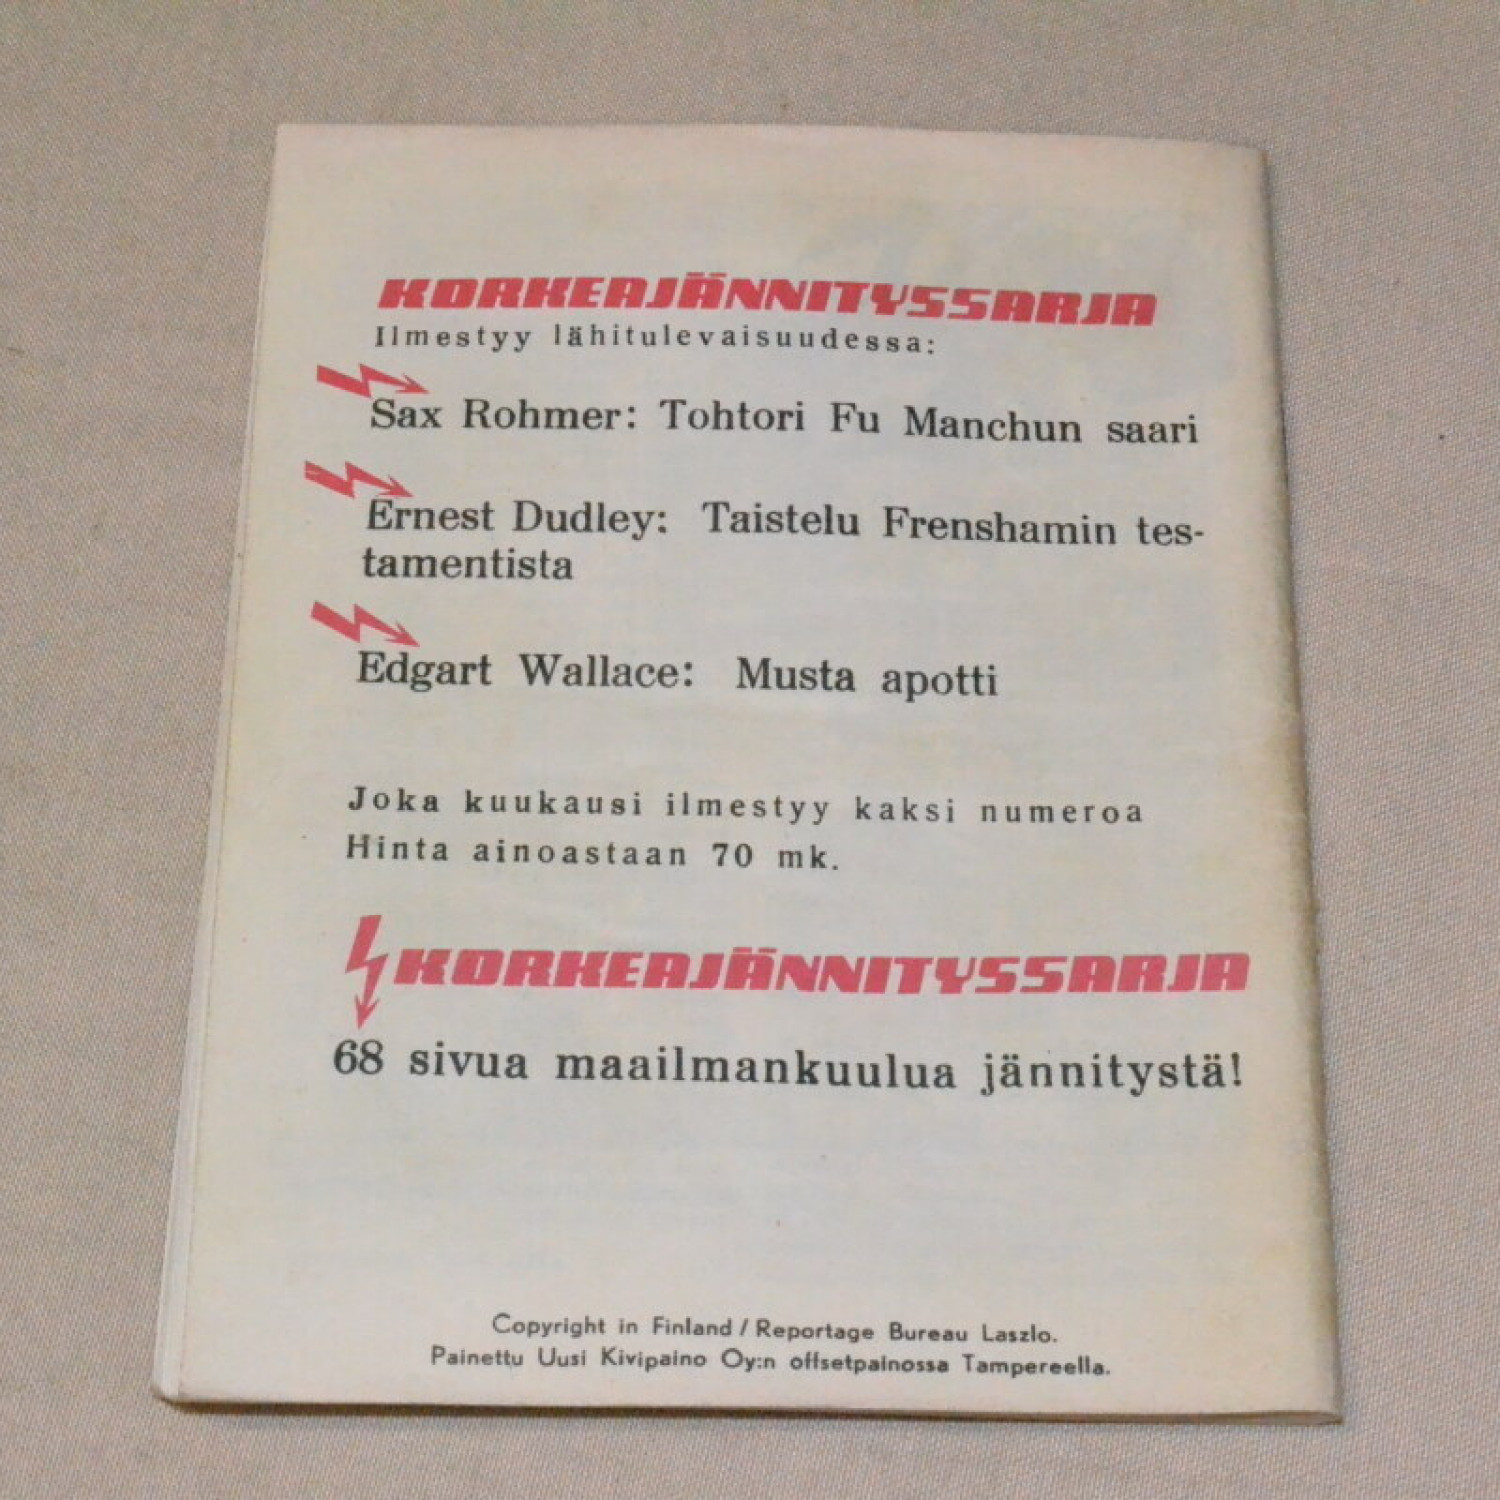 KORKEAJÄNNITYSSARJA
Ilmestyy lähitulevaisuudessa:
Sax Rohmer: Tohtori Fu Manchun saari
Ernest Dudley: Taistelu Frenshamin tes-
tamentista
Edgart Wallace: Musta apotti
Joka kuukausi ilmestyy kaksi numeroa
Hinta ainoastaan 70 mk.
KORKEAJÄNNITYSSARJA
68 sivua maailmankuulua jännitystä!
Copyright in Finland / Reportage Bureau Laszlo.
Painettu Uusi Kivipaino Oy:n offsetpainossa Tampereella.